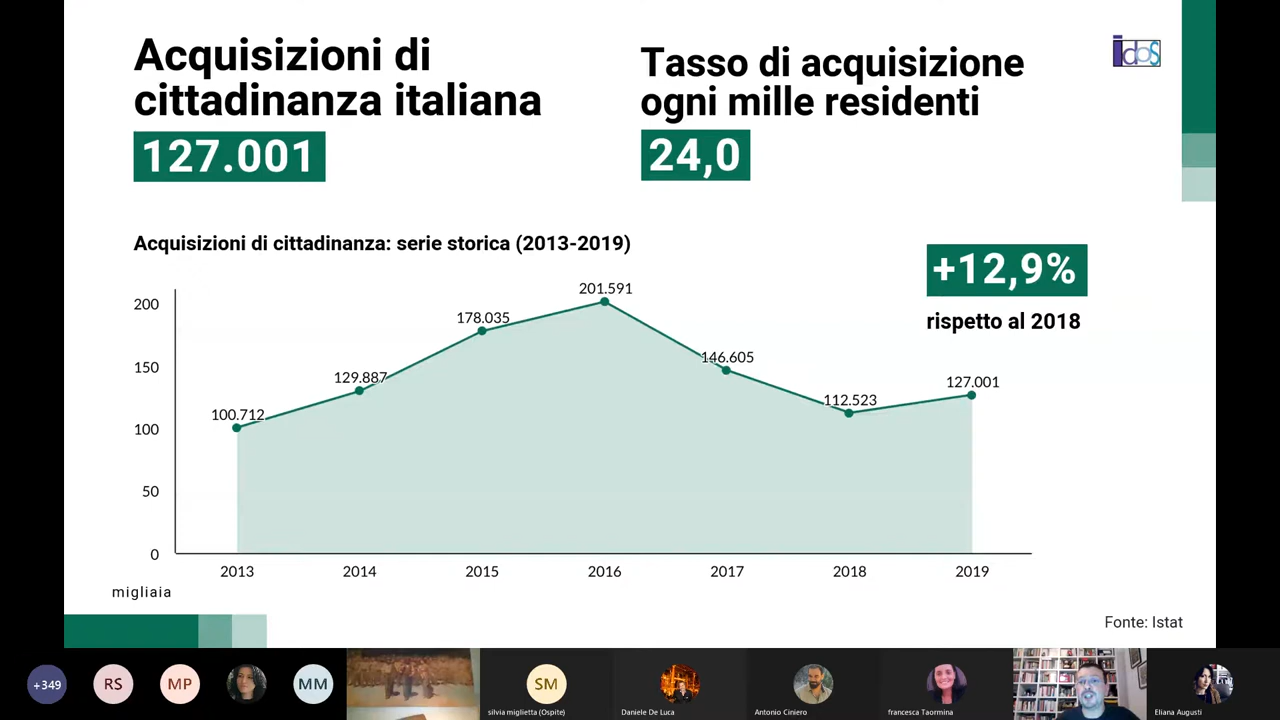 Acquisizioni di
cittadinanza italiana
127.001
Tasso di acquisizione
ogni mille residenti
24,0
idos
Acquisizioni di cittadinanza: serie storica (2013-2019)
+12,9%
rispetto al 2018
200
150
100
50
0
100.712
129.887
178.035
201.591
146.605
112.523
127.001
2013 2014 2015 2016 2017 2018 2019
migliaia
Fonte: Istat
+349 RS MP MM SM
silvia miglietta (Ospite) Daniele De Luca Antonio Ciniero francesca Taormina Eliana Augusti